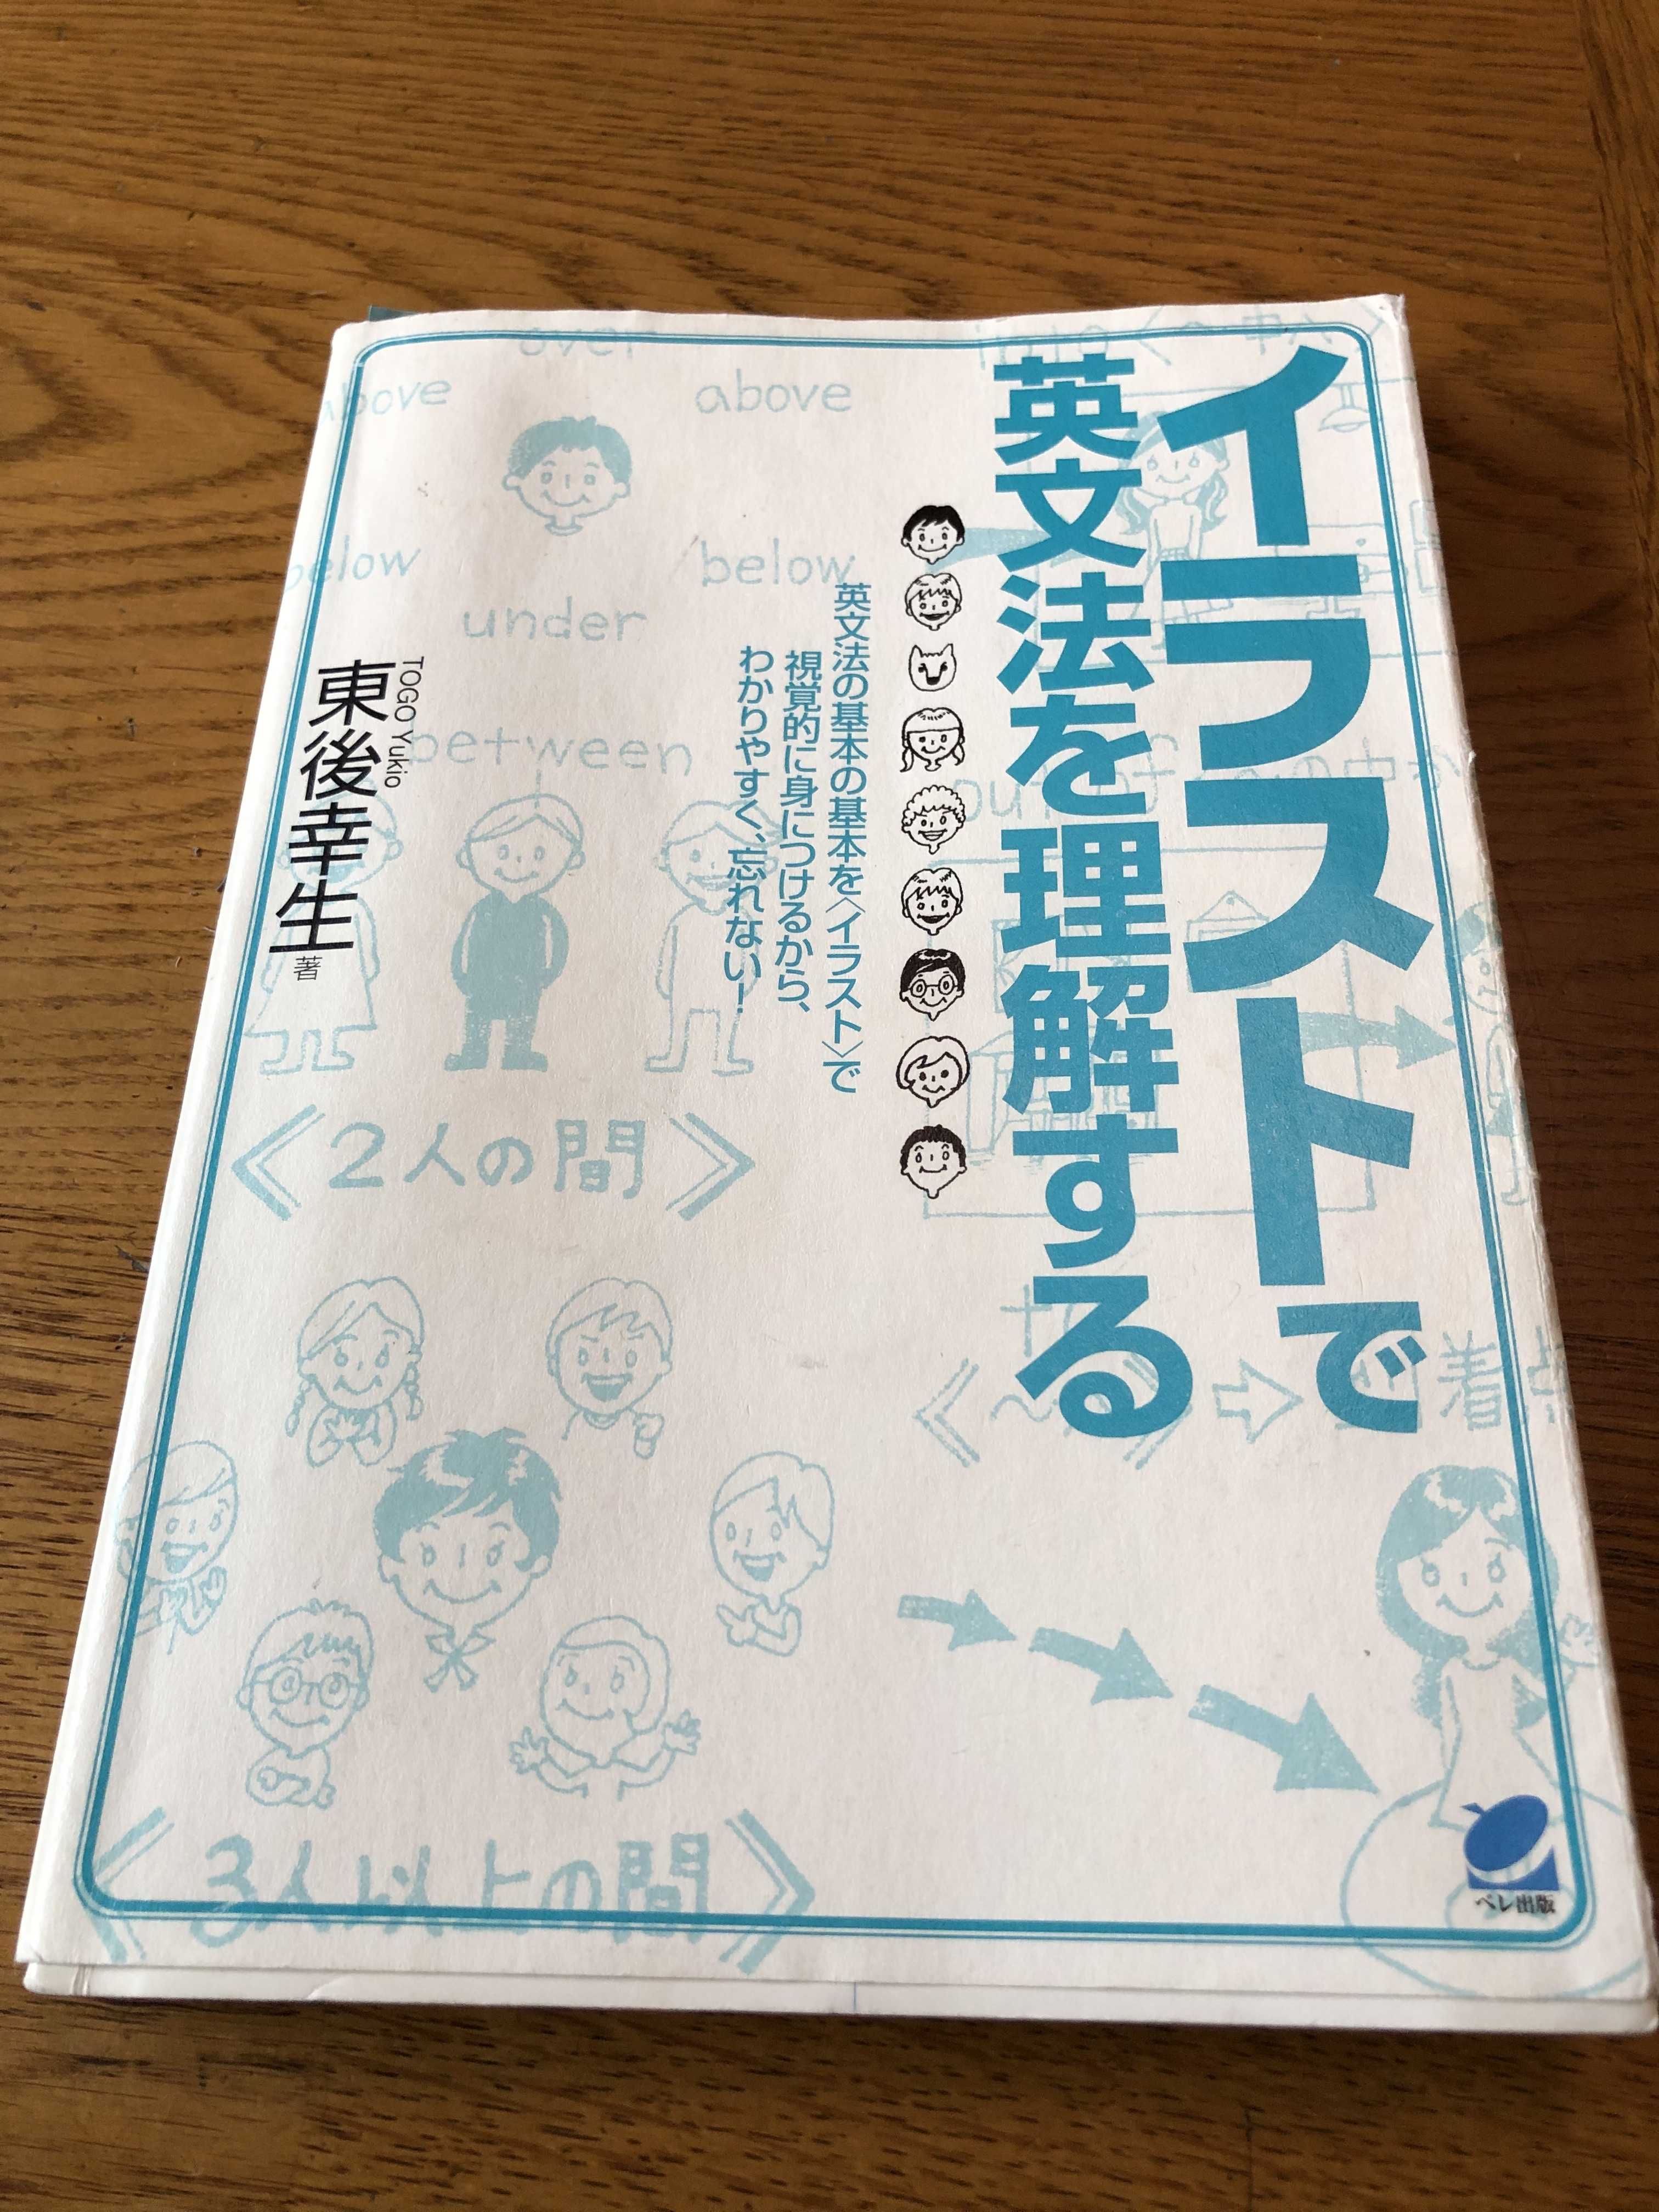 イラストで
英文法を理解する
英文法の基本の基本を〈イラスト〉で
視覚的に身につけるから、
わかりやすく、忘れない!
TOGO Yukio
東後幸生 著
ベレ出版
over
above
above
below
below
under
between
《2人の間》
《3人以上の間》